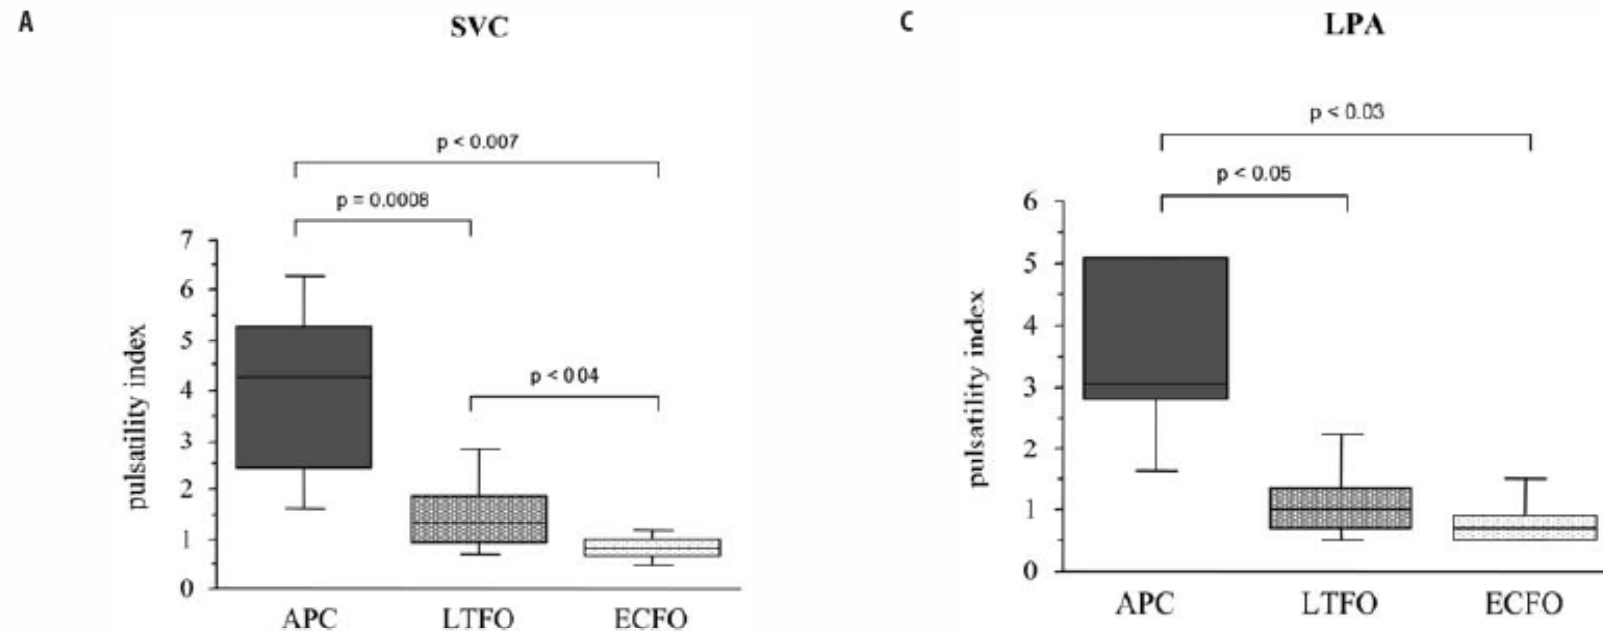 A
SVC
p < 0.007
p = 0.0008
p < 004
pulsatility index
7
6
5
4
3
2
1
0
APC LTFO ECFO
C
LPA
p < 0.03
p < 0.05
pulsatility index
6
5
4
3
2
1
0
APC LTFO ECFO